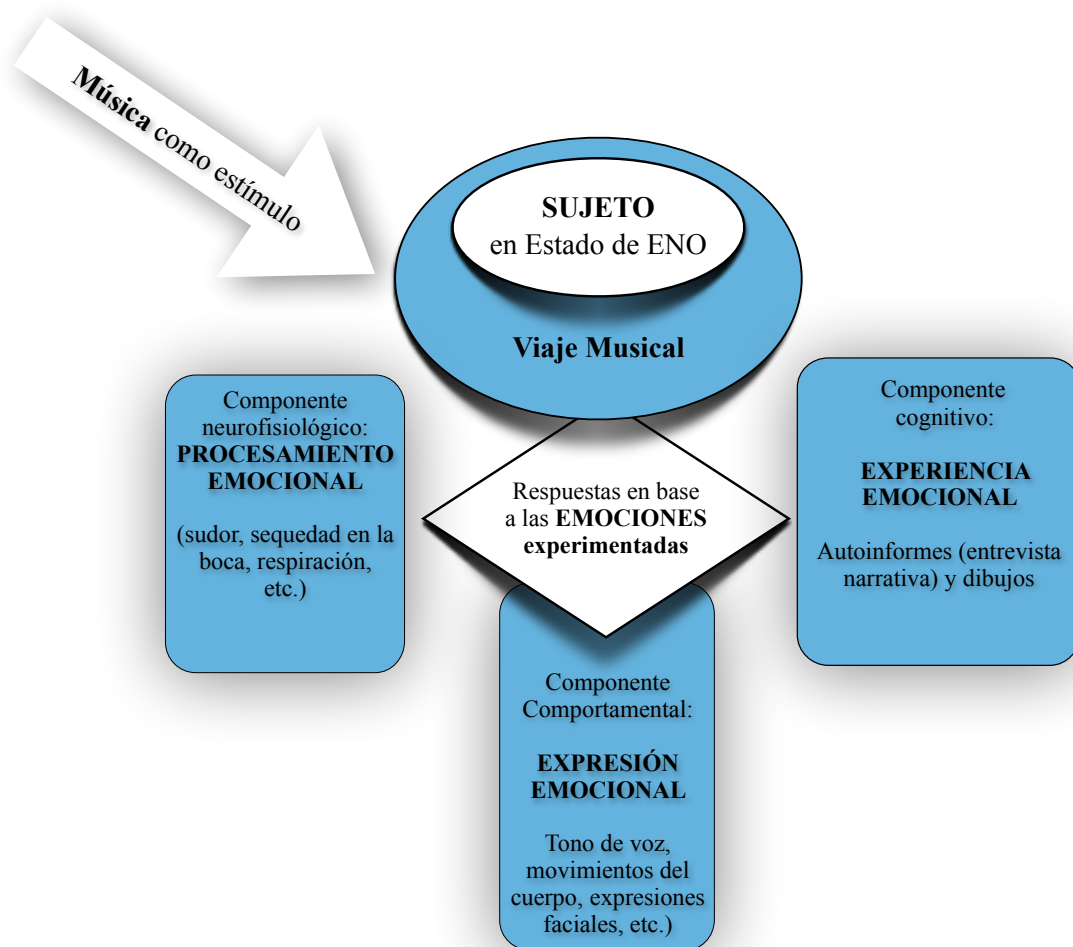 Música como estímulo
SUJETO
en Estado de ENO
Viaje Musical
Componente
neurofisiológico:
PROCESAMIENTO
EMOCIONAL
(sudor, sequedad en la
boca, respiración,
etc.)
Respuestas en base
a las EMOCIONES
experimentadas
Componente
cognitivo:
EXPERIENCIA
EMOCIONAL
Autoinformes (entrevista
narrativa) y dibujos
Componente
Comportamental:
EXPRESIÓN
EMOCIONAL
Tono de voz,
movimientos del
cuerpo, expresiones
faciales, etc.)